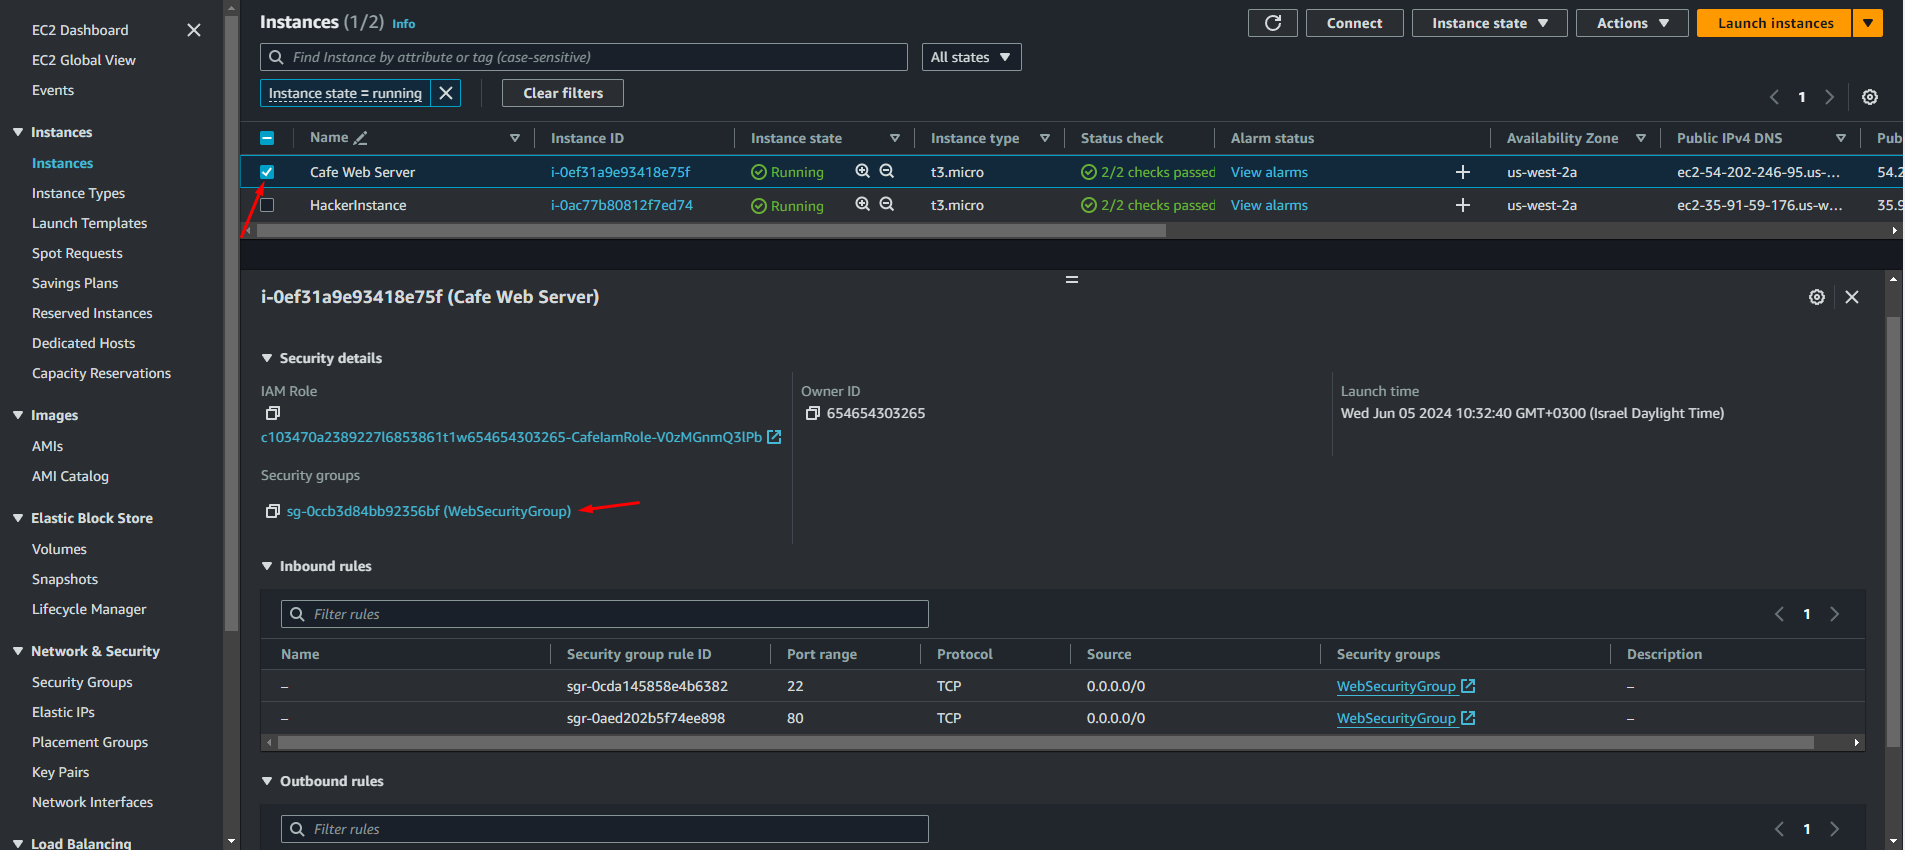 EC2 Dashboard
EC2 Global View
Events
Instances
Instances
Instance Types
Launch Templates
Spot Requests
Savings Plans
Reserved Instances
Dedicated Hosts
Capacity Reservations
Images
AMIs
AMI Catalog
Elastic Block Store
Volumes
Snapshots
Lifecycle Manager
Network & Security
Security Groups
Elastic IPs
Placement Groups
Key Pairs
Network Interfaces
Load Balancing
Instances (1/2) Info
Connect Instance state Actions Launch instances
Find Instance by attribute or tag (case-sensitive) All states
Instance state = running Clear filters 1
Name Instance ID Instance state Instance type Status check Alarm status Availability Zone Public IPv4 DNS Pub
Cafe Web Server i-0ef31a9e93418e75f Running t3.micro 2/2 checks passed View alarms us-west-2a ec2-54-202-246-95.us-... 54.2
HackerInstance i-0ac77b80812f7ed74 Running t3.micro 2/2 checks passed View alarms us-west-2a ec2-35-91-59-176.us-w... 35.9
i-0ef31a9e93418e75f (Cafe Web Server)
Security details
IAM Role Owner ID Launch time
654654303265 Wed Jun 05 2024 10:32:40 GMT+0300 (Israel Daylight Time)
c103470a2389227l6853861t1w654654303265-CafeIamRole-V0zMGnmQ3lPb
Security groups
sg-0ccb3d84bb92356bf (WebSecurityGroup)
Inbound rules
Filter rules 1
Name Security group rule ID Port range Protocol Source Security groups Description
– sgr-0cda145858e4b6382 22 TCP 0.0.0.0/0 WebSecurityGroup –
– sgr-0aed202b5f74ee898 80 TCP 0.0.0.0/0 WebSecurityGroup –
Outbound rules
Filter rules 1